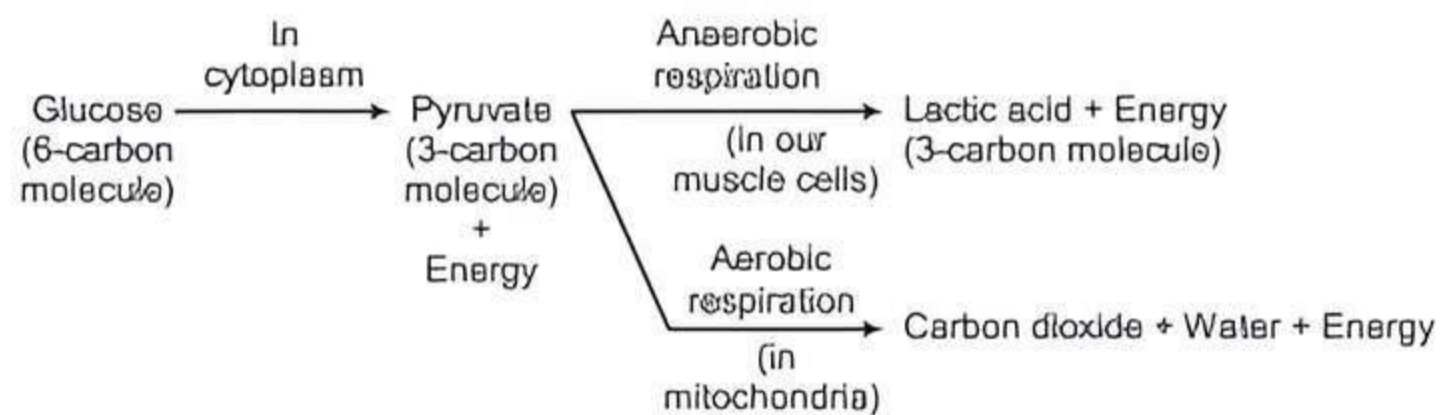 In
cytoplasm
Glucose
(6-carbon
molecule)
Pyruvate
(3-carbon
molecule)
+
Energy
Anaerobic
respiration
(in our
muscle cells)
Lactic acid + Energy
(3-carbon molecule)
Aerobic
respiration
(in
mitochondria)
Carbon dioxide + Water + Energy